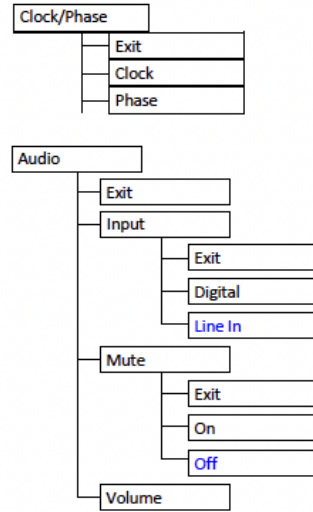 Clock/Phase
Exit
Clock
Phase
Audio
Exit
Input
Exit
Digital
Line In
Mute
Exit
On
Off
Volume